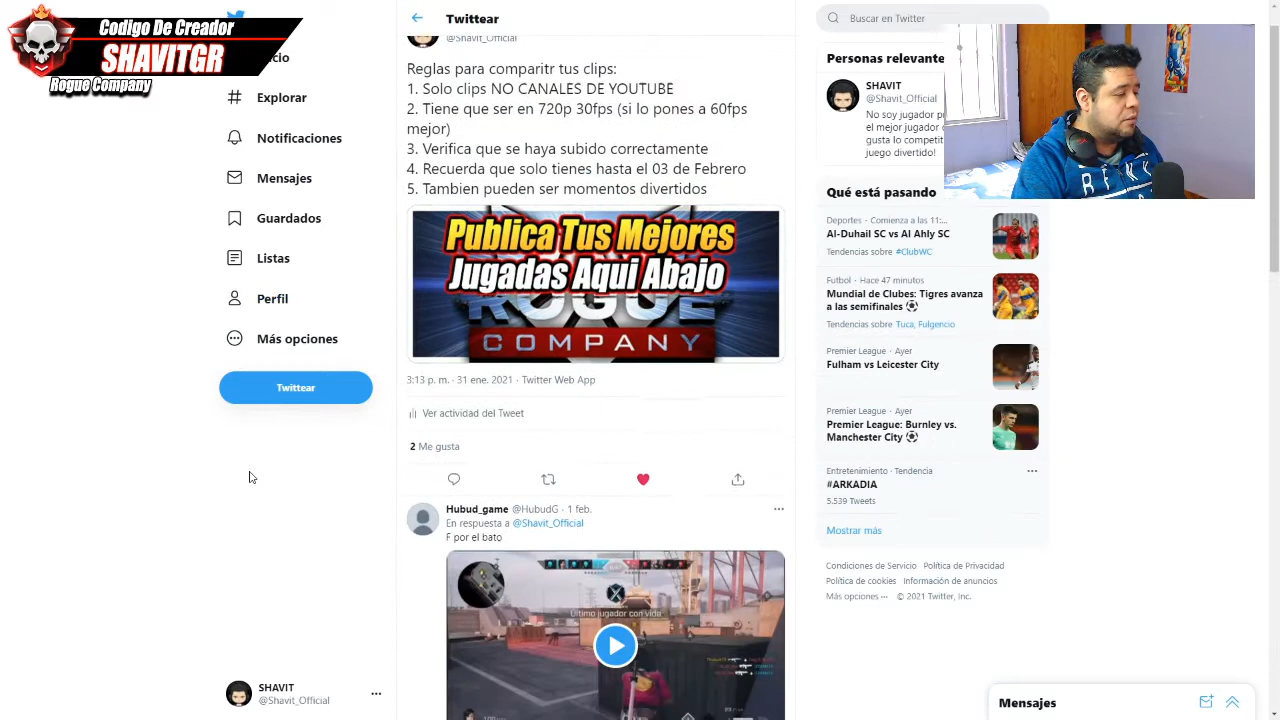 Codigo De Creador
SHAVITGR
Rogue Company
Explorar
Notificaciones
Mensajes
Guardados
Listas
Perfil
Más opciones
Twittear
SHAVIT
@Shavit_Official
Twittear
@Shavit_Official
Reglas para comparitr tus clips:
1. Solo clips NO CANALES DE YOUTUBE
2. Tiene que ser en 720p 30fps (si lo pones a 60fps
mejor)
3. Verifica que se haya subido correctamente
4. Recuerda que solo tienes hasta el 03 de Febrero
5. Tambien pueden ser momentos divertidos
Publica Tus Mejores
Jugadas Aqui Abajo
ROGUE
COMPANY
3:13 p. m. · 31 ene. 2021 · Twitter Web App
Ver actividad del Tweet
2 Me gusta
Hubud_game @HubudG · 1 feb.
En respuesta a @Shavit_Official
F por el bato
Último jugador con vida
Buscar en Twitter
Personas relevante
SHAVIT
@Shavit_Official
No soy jugador p
el mejor jugador
gusta lo competit
juego divertido!
Qué está pasando
Deportes · Comienza a las 11:...
Al-Duhail SC vs Al Ahly SC
Tendencias sobre #ClubWC
Futbol · Hace 47 minutos
Mundial de Clubes: Tigres avanza
a las semifinales
Tendencias sobre Tuca, Fulgencio
Premier League · Ayer
Fulham vs Leicester City
Premier League · Ayer
Premier League: Burnley vs.
Manchester City
Entretenimiento · Tendencia
#ARKADIA
5.539 Tweets
Mostrar más
Condiciones de Servicio Política de Privacidad
Política de cookies Información de anuncios
Más opciones ··· © 2021 Twitter, Inc.
Mensajes